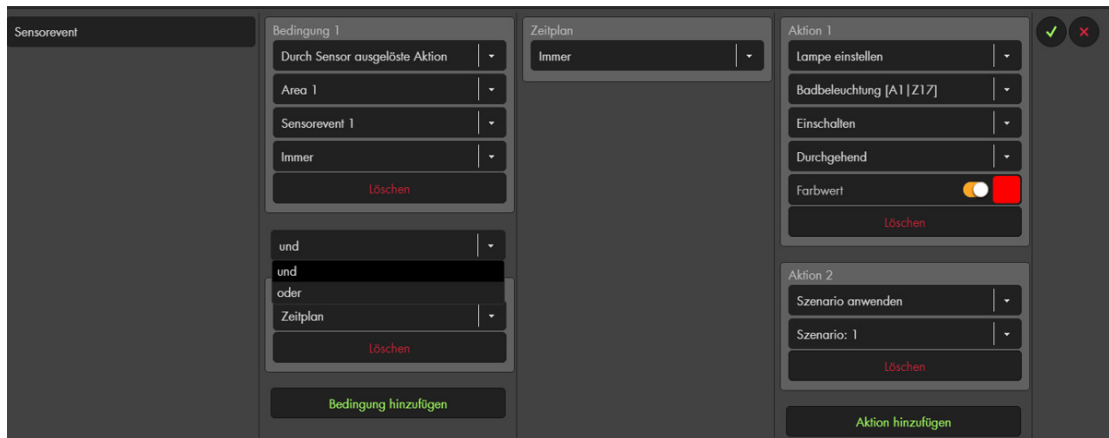 Sensorevent
Bedingung 1
Durch Sensor ausgelöste Aktion
Area 1
Sensorevent 1
Immer
Löschen
und
und
oder
Zeitplan
Löschen
Bedingung hinzufügen
Zeitplan
Immer
Aktion 1
Lampe einstellen
Badbeleuchtung [A1|Z17]
Einschalten
Durchgehend
Farbwert
Löschen
Aktion 2
Szenario anwenden
Szenario: 1
Löschen
Aktion hinzufügen